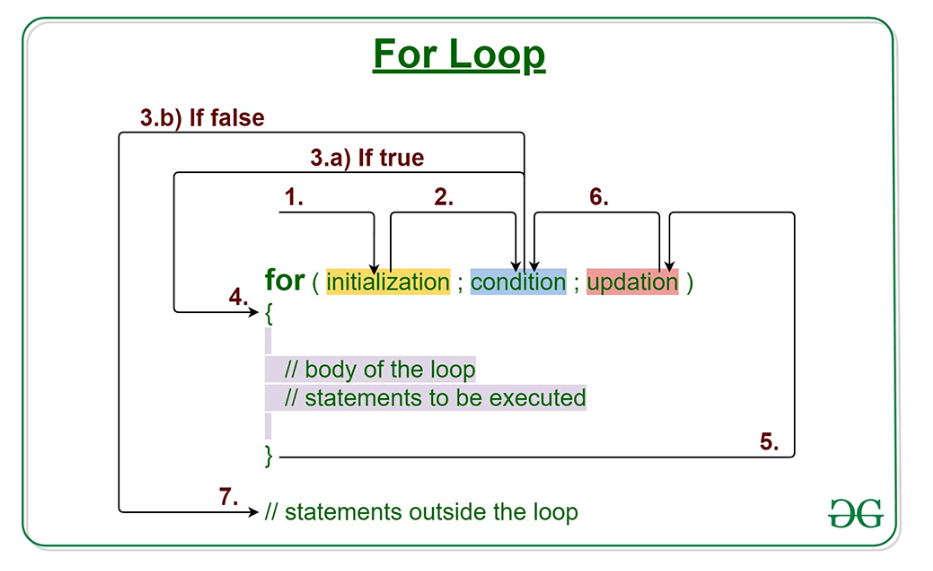 For Loop
3.b) If false
3.a) If true
1.
2.
6.
for ( initialization ; condition ; updation )
4.
{
// body of the loop
// statements to be executed
}
5.
7.
// statements outside the loop